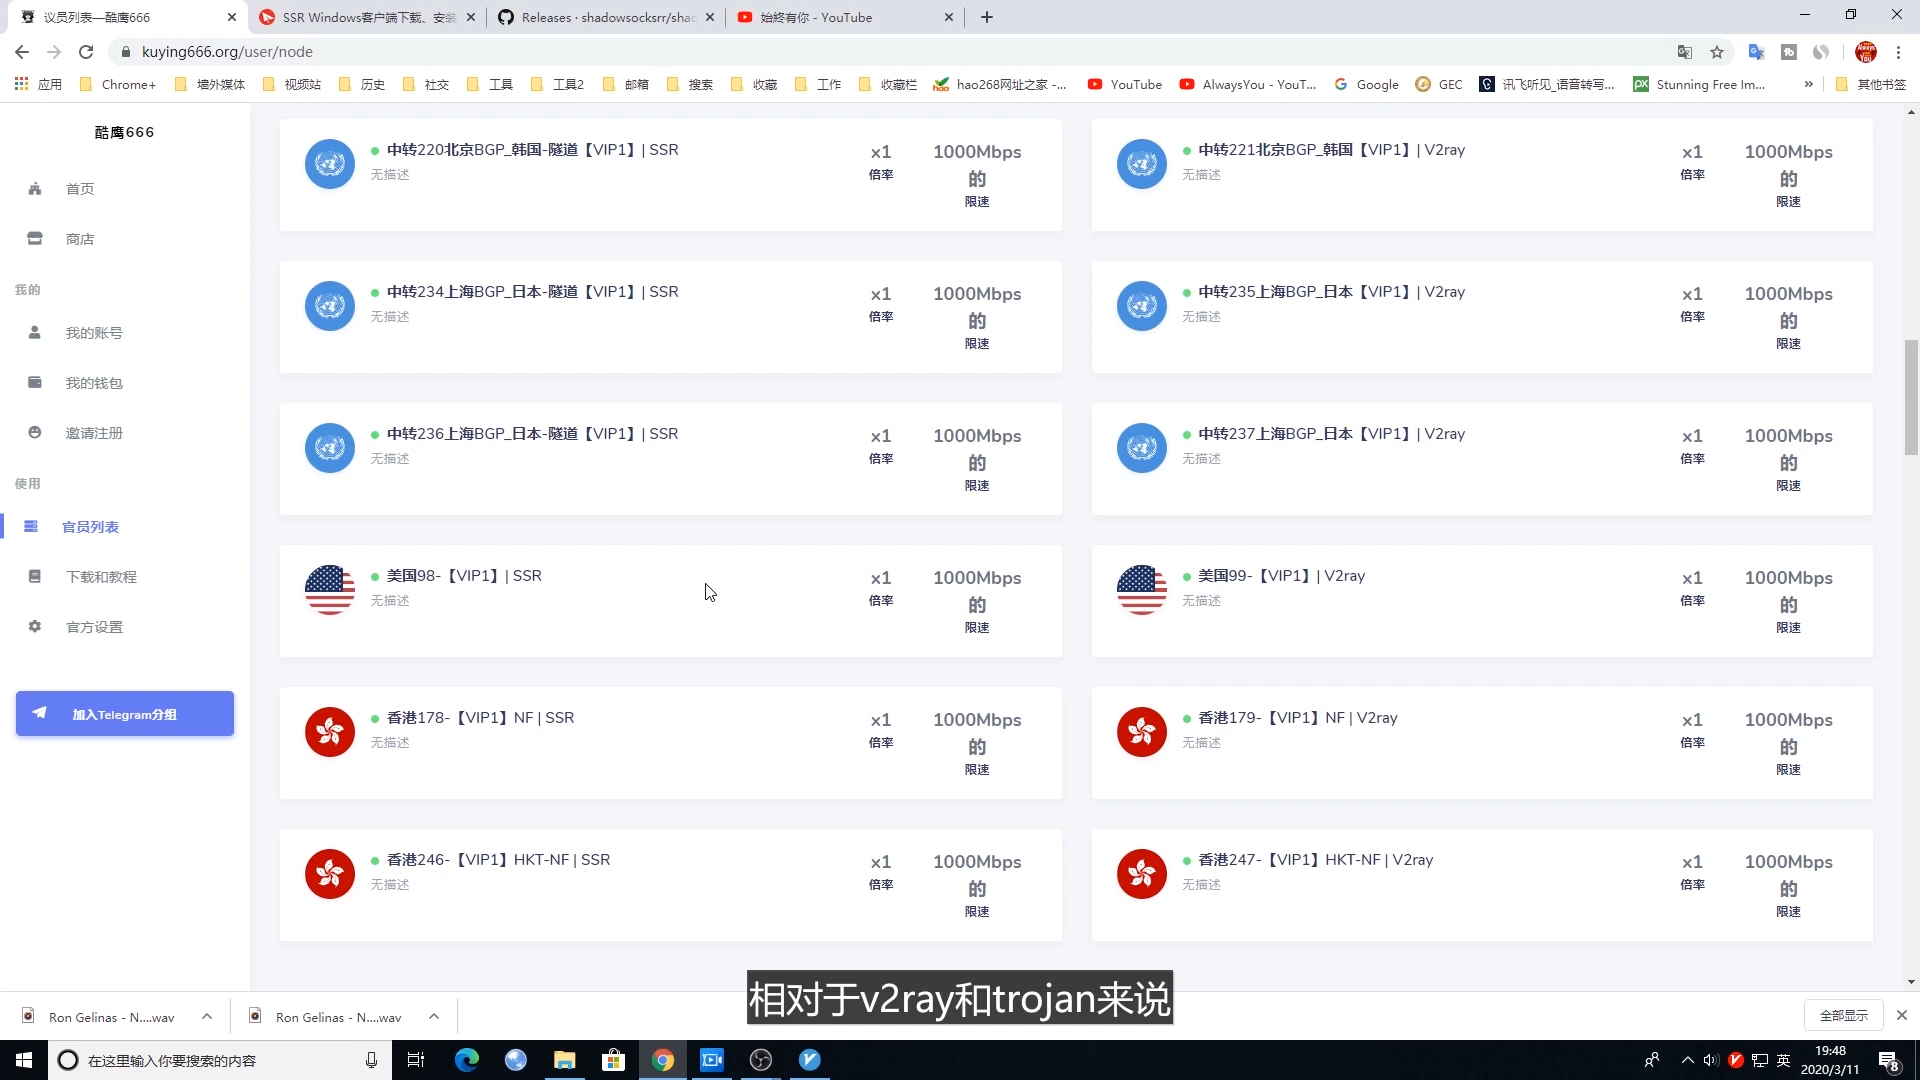 议员列表—酷鹰666
SSR Windows客户端下载、安装
Releases · shadowsocksrr/shad
始終有你 - YouTube
kuying666.org/user/node
应用
Chrome+
墙外媒体
视频站
历史
社交
工具
工具2
邮箱
搜索
收藏
工作
收藏栏
hao268网址之家 -...
YouTube
AlwaysYou - YouT...
Google
GEC
讯飞听见_语音转写...
Stunning Free Im...
»
其他书签
酷鹰666
首页
商店
我的
我的账号
我的钱包
邀请注册
使用
官员列表
下载和教程
官方设置
加入Telegram分组
中转220北京BGP_韩国-隧道【VIP1】| SSR
无描述
x1
倍率
1000Mbps
的
限速
中转221北京BGP_韩国【VIP1】| V2ray
无描述
x1
倍率
1000Mbps
的
限速
中转234上海BGP_日本-隧道【VIP1】| SSR
无描述
x1
倍率
1000Mbps
的
限速
中转235上海BGP_日本【VIP1】| V2ray
无描述
x1
倍率
1000Mbps
的
限速
中转236上海BGP_日本-隧道【VIP1】| SSR
无描述
x1
倍率
1000Mbps
的
限速
中转237上海BGP_日本【VIP1】| V2ray
无描述
x1
倍率
1000Mbps
的
限速
美国98-【VIP1】| SSR
无描述
x1
倍率
1000Mbps
的
限速
美国99-【VIP1】| V2ray
无描述
x1
倍率
1000Mbps
的
限速
香港178-【VIP1】NF | SSR
无描述
x1
倍率
1000Mbps
的
限速
香港179-【VIP1】NF | V2ray
无描述
x1
倍率
1000Mbps
的
限速
香港246-【VIP1】HKT-NF | SSR
无描述
x1
倍率
1000Mbps
的
限速
香港247-【VIP1】HKT-NF | V2ray
无描述
x1
倍率
1000Mbps
的
限速
相对于v2ray和trojan来说
Ron Gelinas - N....wav
Ron Gelinas - N....wav
全部显示
在这里输入你要搜索的内容
英
19:48
2020/3/11
8